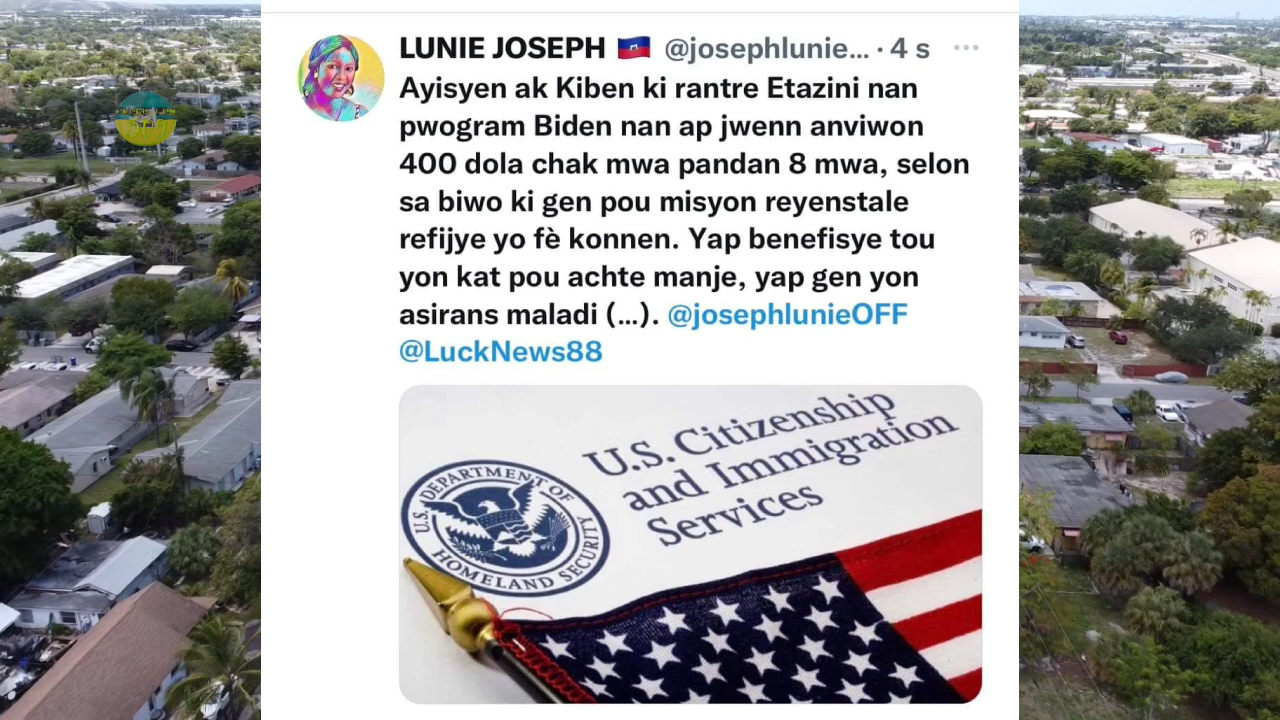 LUNIE JOSEPH 🇭🇹 @josephlunie... · 4 s
Ayisyen ak Kiben ki rantre Etazini nan
pwogram Biden nan ap jwenn anviwon
400 dola chak mwa pandan 8 mwa, selon
sa biwo ki gen pou misyon reyenstale
refijye yo fè konnen. Yap benefisye tou
yon kat pou achte manje, yap gen yon
asirans maladi (...). @josephlunieOFF
@LuckNews88
U.S. Citizenship
and Immigration
Services
U.S. DEPARTMENT OF
HOMELAND SECURITY